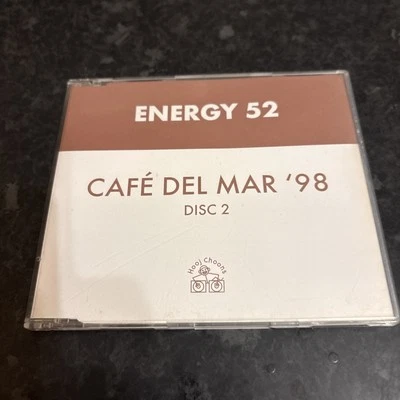 ENERGY 52
CAFÉ DEL MAR ‘98
DISC 2
Hooj Choons